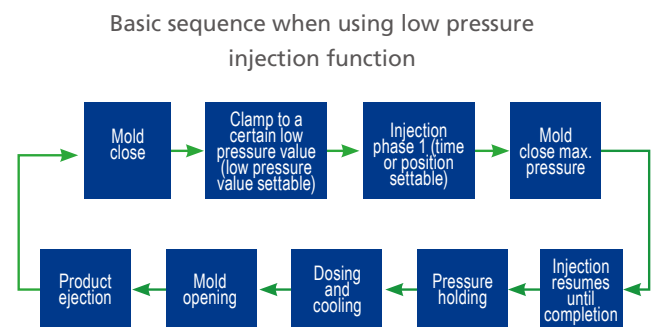 Basic sequence when using low pressure
injection function
Mold
close
Clamp to a
certain low
pressure value
(low pressure
value settable)
Injection
phase 1 (time
or position
settable)
Mold
close max.
pressure
Product
ejection
Mold
opening
Dosing
and
cooling
Pressure
holding
Injection
resumes
until
completion